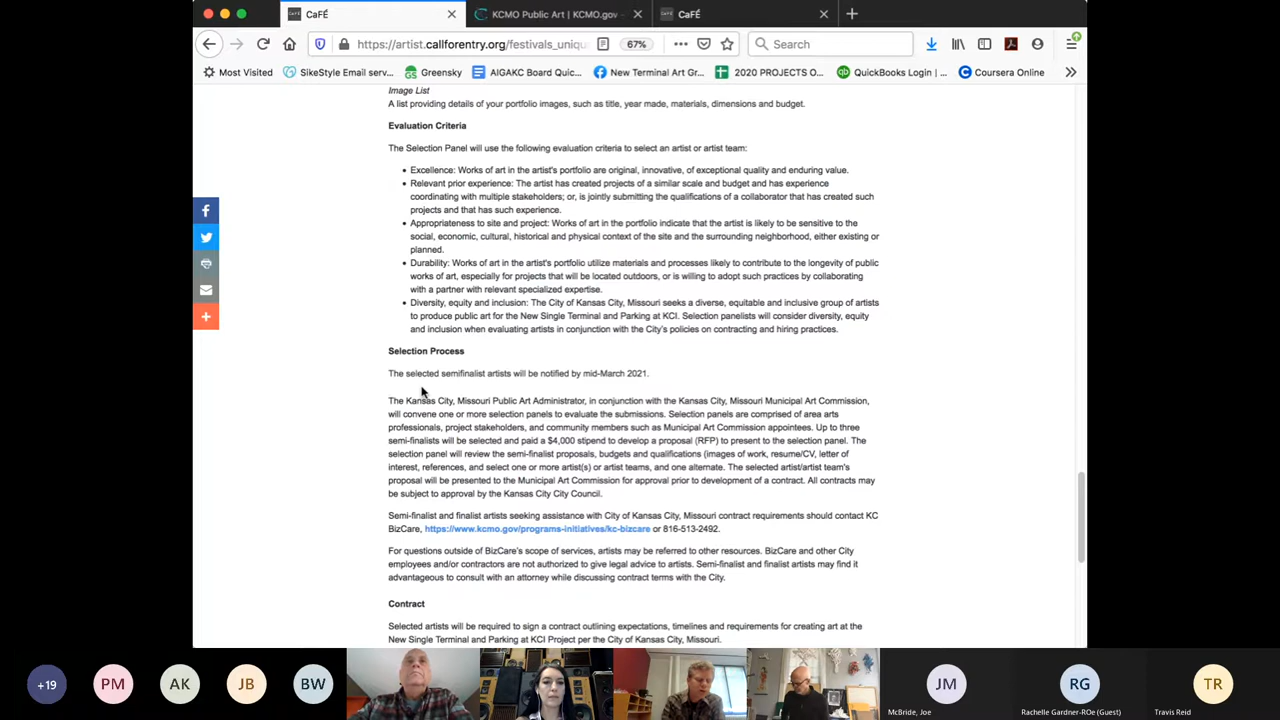 CaFÉ
KCMO Public Art | KCMO.gov -
CaFÉ
https://artist.callforentry.org/festivals_uniqu
67%
Search
Most Visited
SikeStyle Email serv...
Greensky
AIGAKC Board Quic...
New Terminal Art Gr...
2020 PROJECTS O...
QuickBooks Login |...
Coursera Online
Image List
A list providing details of your portfolio images, such as title, year made, materials, dimensions and budget.
Evaluation Criteria
The Selection Panel will use the following evaluation criteria to select an artist or artist team:
• Excellence: Works of art in the artist's portfolio are original, innovative, of exceptional quality and enduring value.
• Relevant prior experience: The artist has created projects of a similar scale and budget and has experience
coordinating with multiple stakeholders; or, is jointly submitting the qualifications of a collaborator that has created such
projects and that has such experience.
• Appropriateness to site and project: Works of art in the portfolio indicate that the artist is likely to be sensitive to the
social, economic, cultural, historical and physical context of the site and the surrounding neighborhood, either existing or
planned.
• Durability: Works of art in the artist's portfolio utilize materials and processes likely to contribute to the longevity of public
works of art, especially for projects that will be located outdoors, or is willing to adopt such practices by collaborating
with a partner with relevant specialized expertise.
• Diversity, equity and inclusion: The City of Kansas City, Missouri seeks a diverse, equitable and inclusive group of artists
to produce public art for the New Single Terminal and Parking at KCI. Selection panelists will consider diversity, equity
and inclusion when evaluating artists in conjunction with the City's policies on contracting and hiring practices.
Selection Process
The selected semifinalist artists will be notified by mid-March 2021.
The Kansas City, Missouri Public Art Administrator, in conjunction with the Kansas City, Missouri Municipal Art Commission,
will convene one or more selection panels to evaluate the submissions. Selection panels are comprised of area arts
professionals, project stakeholders, and community members such as Municipal Art Commission appointees. Up to three
semi-finalists will be selected and paid a $4,000 stipend to develop a proposal (RFP) to present to the selection panel. The
selection panel will review the semi-finalist proposals, budgets and qualifications (images of work, resume/CV, letter of
interest, references, and select one or more artist(s) or artist teams, and one alternate. The selected artist/artist team's
proposal will be presented to the Municipal Art Commission for approval prior to development of a contract. All contracts may
be subject to approval by the Kansas City City Council.
Semi-finalist and finalist artists seeking assistance with City of Kansas City, Missouri contract requirements should contact KC
BizCare, https://www.kcmo.gov/programs-initiatives/kc-bizcare or 816-513-2492.
For questions outside of BizCare's scope of services, artists may be referred to other resources. BizCare and other City
employees and/or contractors are not authorized to give legal advice to artists. Semi-finalist and finalist artists may find it
advantageous to consult with an attorney while discussing contract terms with the City.
Contract
Selected artists will be required to sign a contract outlining expectations, timelines and requirements for creating art at the
New Single Terminal and Parking at KCI Project per the City of Kansas City, Missouri.
+19
PM
AK
JB
BW
JM
RG
TR
McBride, Joe
Rachelle Gardner-ROe (Guest)
Travis Reid